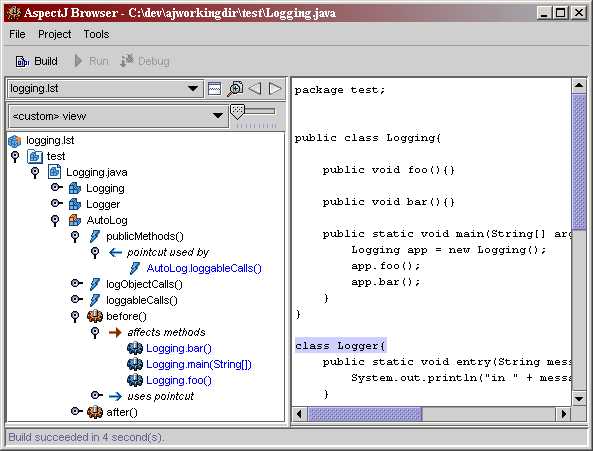 AspectJ Browser - C:\dev\ajworkingdir\test\Logging.java
File Project Tools
Build Run Debug
logging.lst
<custom> view
logging.lst
test
Logging.java
Logging
Logger
AutoLog
publicMethods()
pointcut used by
AutoLog.loggableCalls()
logObjectCalls()
loggableCalls()
before()
affects methods
Logging.bar()
Logging.main(String[])
Logging.foo()
uses pointcut
after()
package test;
public class Logging{
public void foo(){}
public void bar(){}
public static void main(String[] arg
Logging app = new Logging();
app.foo();
app.bar();
}
}
class Logger{
public static void entry(String mess
System.out.println("in " + messa
}
Build succeeded in 4 second(s).